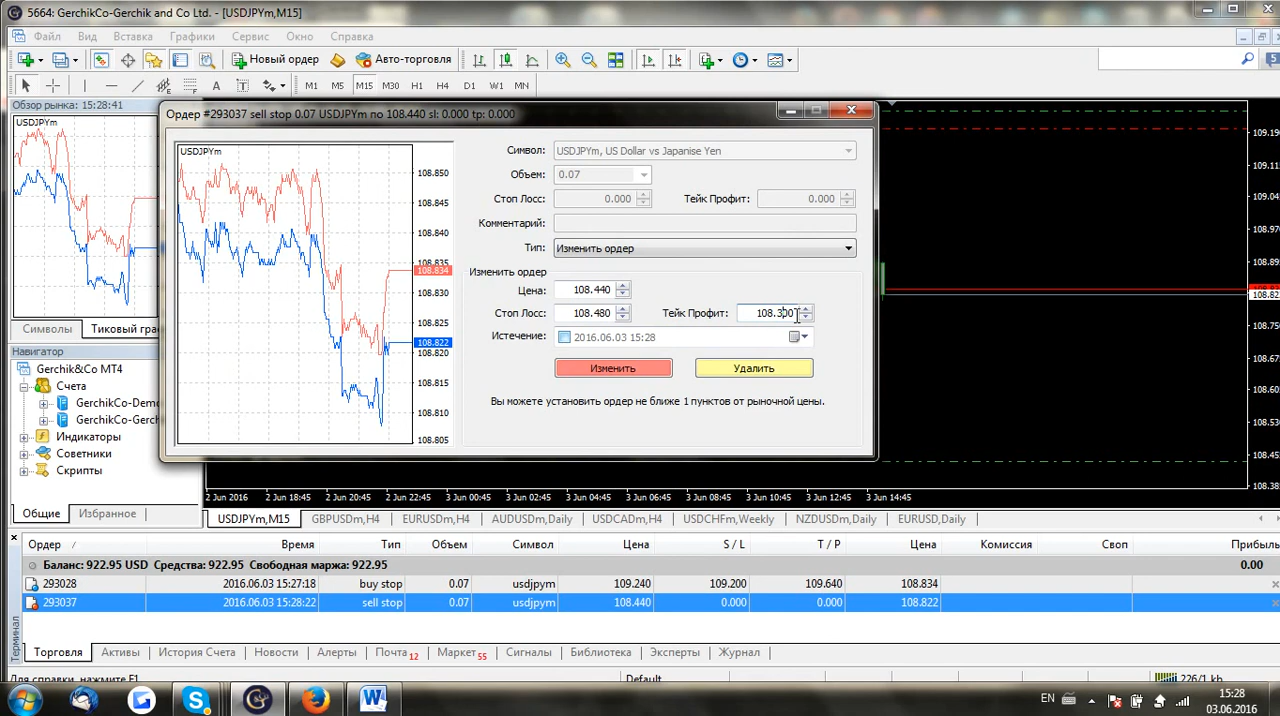 5664: GerchikCo-Gerchik and Co Ltd. - [USDJPYm,M15]
Файл Вид Вставка Графики Сервис Окно Справка
Новый ордер Авто-торговля
A T M1 M5 M15 M30 H1 H4 D1 W1 MN
Обзор рынка: 15:28:41
USDJPYm
Символы Тиковый граф
Навигатор
Gerchik&Co MT4
Счета
GerchikCo-Demo
GerchikCo-Gerch
Индикаторы
Советники
Скрипты
Общие Избранное
Ордер #293037 sell stop 0.07 USDJPYm по 108.440 sl: 0.000 tp: 0.000
USDJPYm
108.850
108.845
108.840
108.835
108.834
108.830
108.825
108.822
108.820
108.815
108.810
108.805
Символ: USDJPYm, US Dollar vs Japanise Yen
Объем: 0.07
Стоп Лосс: 0.000 Тейк Профит: 0.000
Комментарий:
Тип: Изменить ордер
Изменить ордер
Цена: 108.440
Стоп Лосс: 108.480 Тейк Профит: 108.300
Истечение: 2016.06.03 15:28
Изменить Удалить
Вы можете установить ордер не ближе 1 пунктов от рыночной цены.
109.19
109.11
109.04
108.97
108.89
108.82
108.75
108.67
108.60
108.53
108.45
108.38
2 Jun 2016 2 Jun 18:45 2 Jun 20:45 2 Jun 22:45 3 Jun 00:45 3 Jun 02:45 3 Jun 04:45 3 Jun 06:45 3 Jun 08:45 3 Jun 10:45 3 Jun 12:45 3 Jun 14:45
USDJPYm,M15 GBPUSDm,H4 EURUSDm,H4 AUDUSDm,Daily USDCADm,H4 USDCHFm,Weekly NZDUSDm,Daily EURUSD,Daily
Ордер / Время Тип Объем Символ Цена S / L T / P Цена Комиссия Своп Прибыль
Баланс: 922.95 USD Средства: 922.95 Свободная маржа: 922.95 0.00
293028 2016.06.03 15:27:18 buy stop 0.07 usdjpym 109.240 109.200 109.640 108.834
293037 2016.06.03 15:28:22 sell stop 0.07 usdjpym 108.440 0.000 0.000 108.822
Терминал
Торговля Активы История Счета Новости Алерты Почта 12 Маркет 55 Сигналы Библиотека Эксперты Журнал
Для справки, нажмите F1 Default 226/1 kb
EN 15:28
03.06.2016